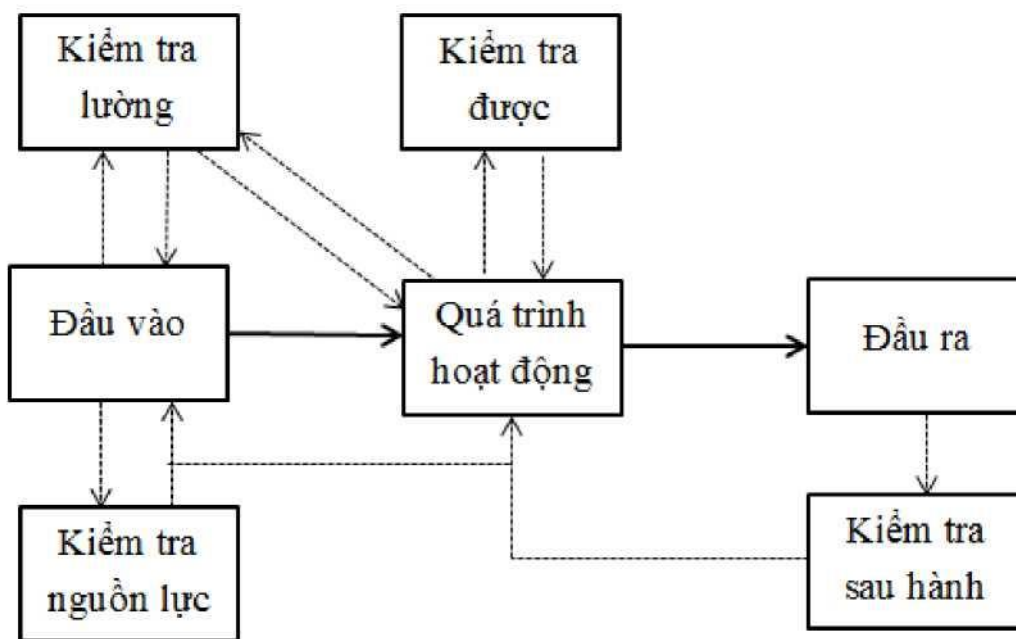 Kiểm tra
lường
Kiểm tra
được
Đầu vào
Quá trình
hoạt động
Đầu ra
Kiểm tra
nguồn lực
Kiểm tra
sau hành